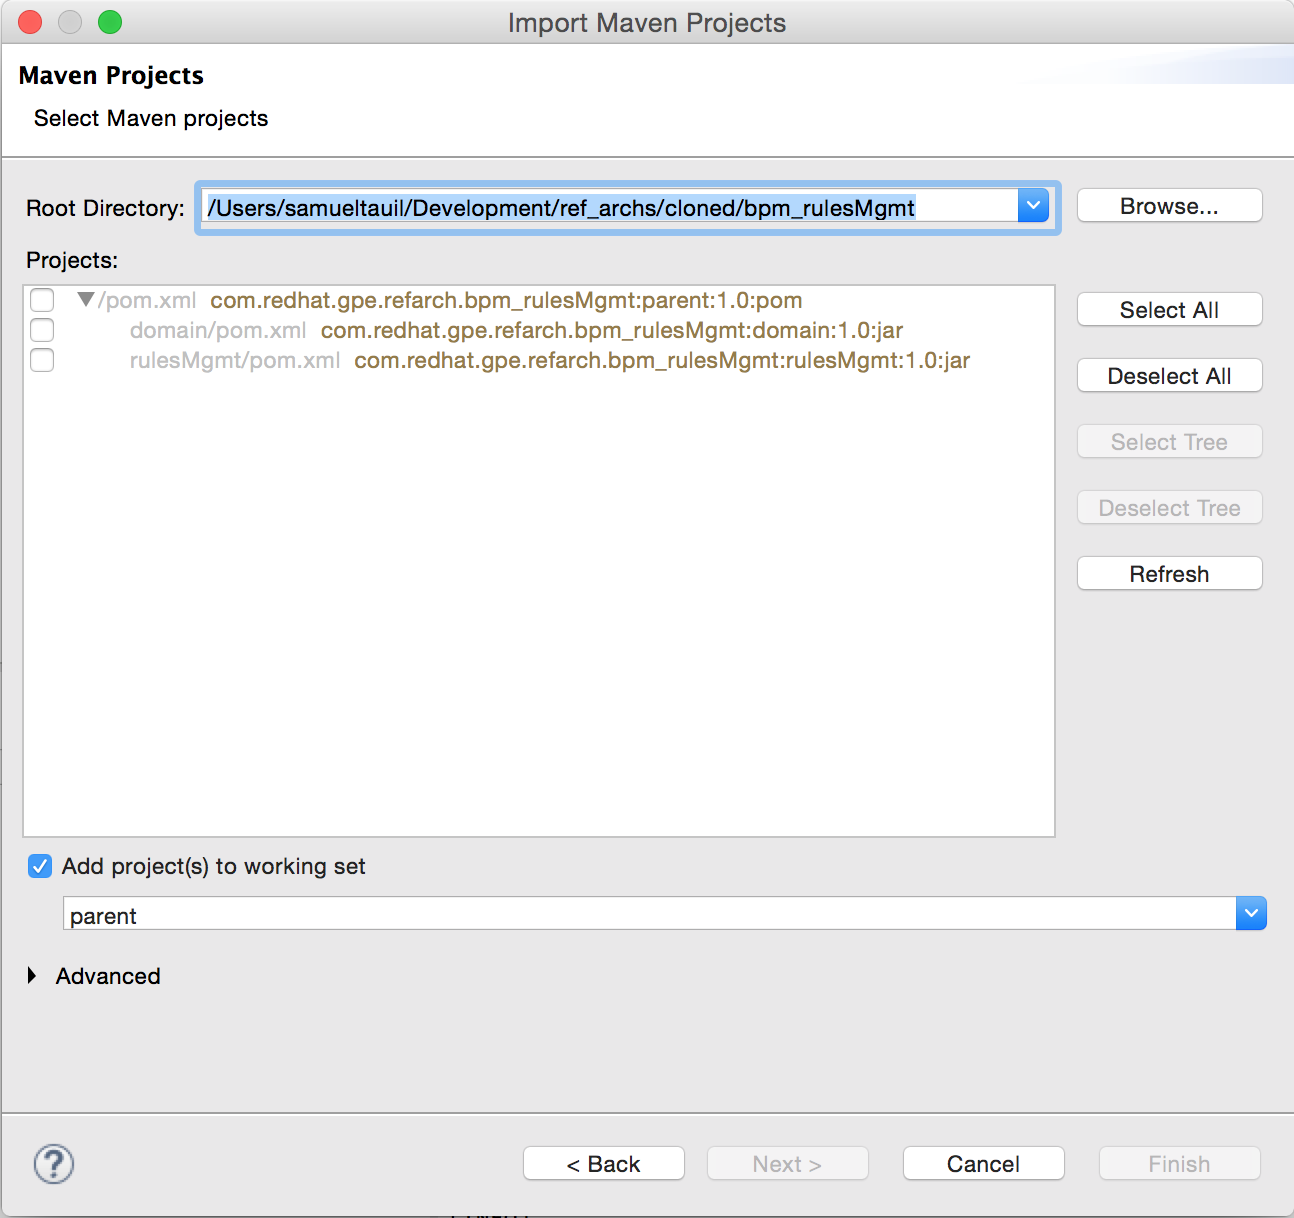 Import Maven Projects
Maven Projects
Select Maven projects
Root Directory: /Users/samueltauil/Development/ref_archs/cloned/bpm_rulesMgmt Browse...
Projects:
/pom.xml com.redhat.gpe.refarch.bpm_rulesMgmt:parent:1.0:pom
domain/pom.xml com.redhat.gpe.refarch.bpm_rulesMgmt:domain:1.0:jar
rulesMgmt/pom.xml com.redhat.gpe.refarch.bpm_rulesMgmt:rulesMgmt:1.0:jar
Select All
Deselect All
Select Tree
Deselect Tree
Refresh
Add project(s) to working set
parent
Advanced
? < Back Next > Cancel Finish